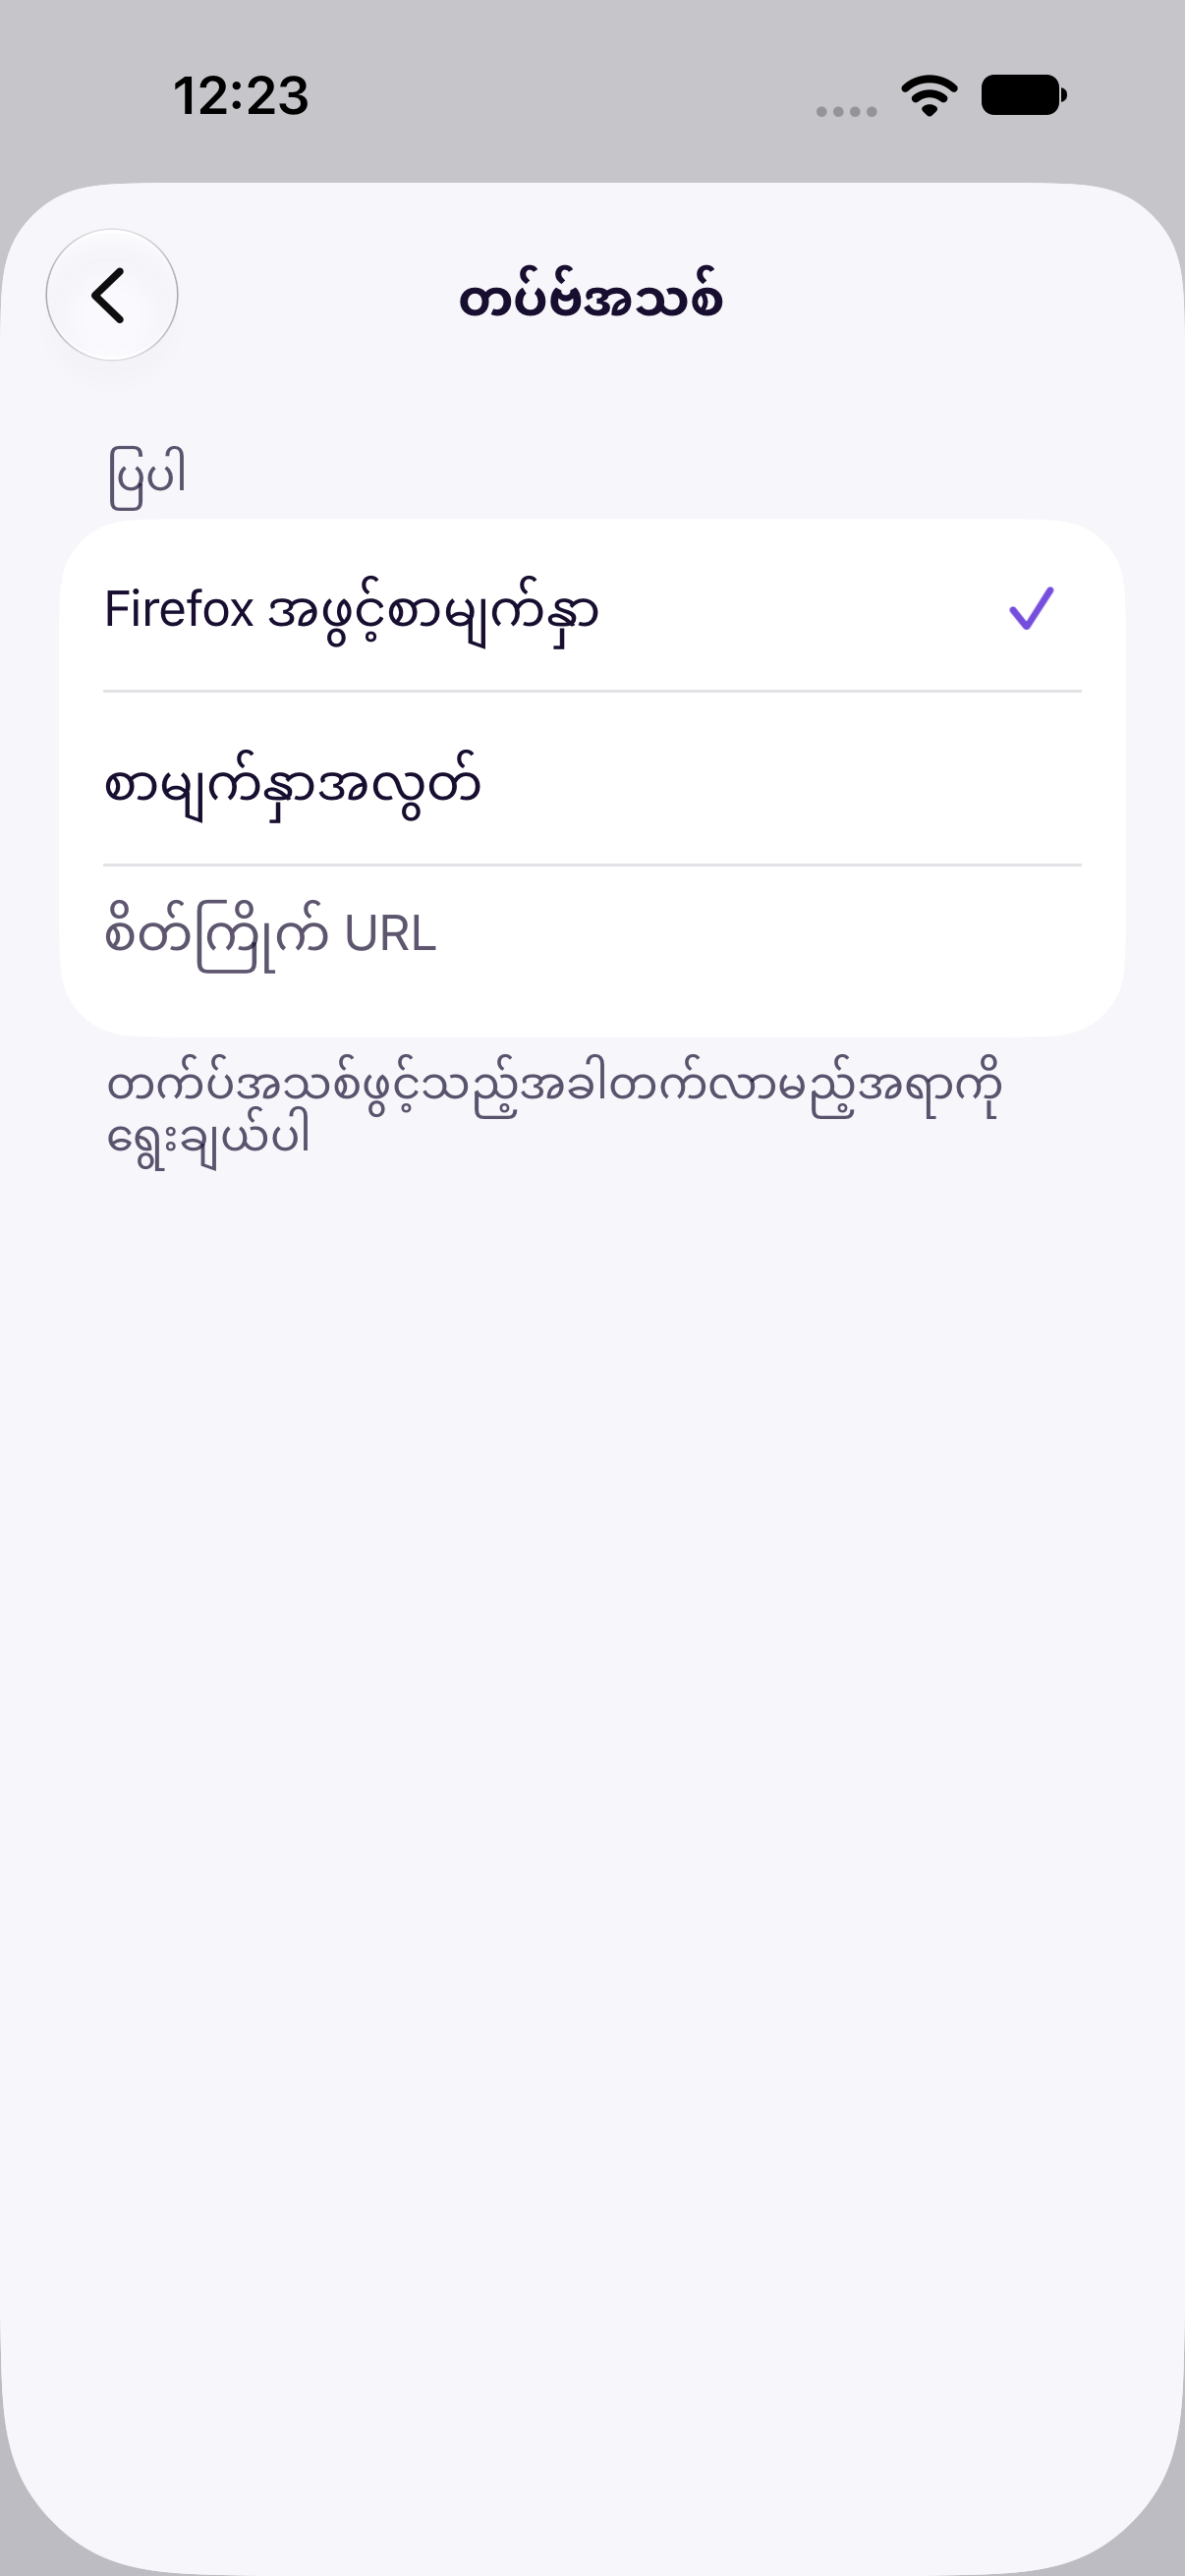 12:23
တပ်ဗ်အသစ်
ပြပါ
Firefox အဖွင့်စာမျက်နှာ
စာမျက်နှာအလွတ်
စိတ်ကြိုက် URL
တက်ပ်အသစ်ဖွင့်သည့်အခါတက်လာမည့်အရာကို
ရွေးချယ်ပါ